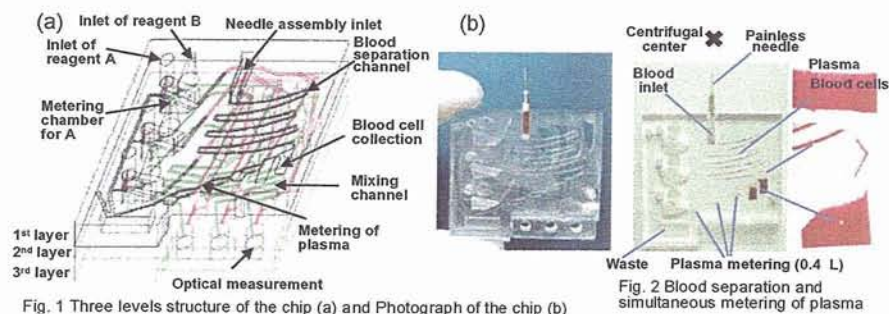 (a)
Inlet of reagent B
Needle assembly inlet
Inlet of
reagent A
Blood
separation
channel
Metering
chamber
for A
Blood cell
collection
Mixing
channel
Metering of
plasma
1st layer
2nd layer
3rd layer
Optical measurement
Fig. 1 Three levels structure of the chip (a) and Photograph of the chip (b)
(b)
Centrifugal
center
Painless
needle
Blood
inlet
Plasma
Blood cells
Waste
Plasma metering (0.4 L)
Fig. 2 Blood separation and
simultaneous metering of plasma